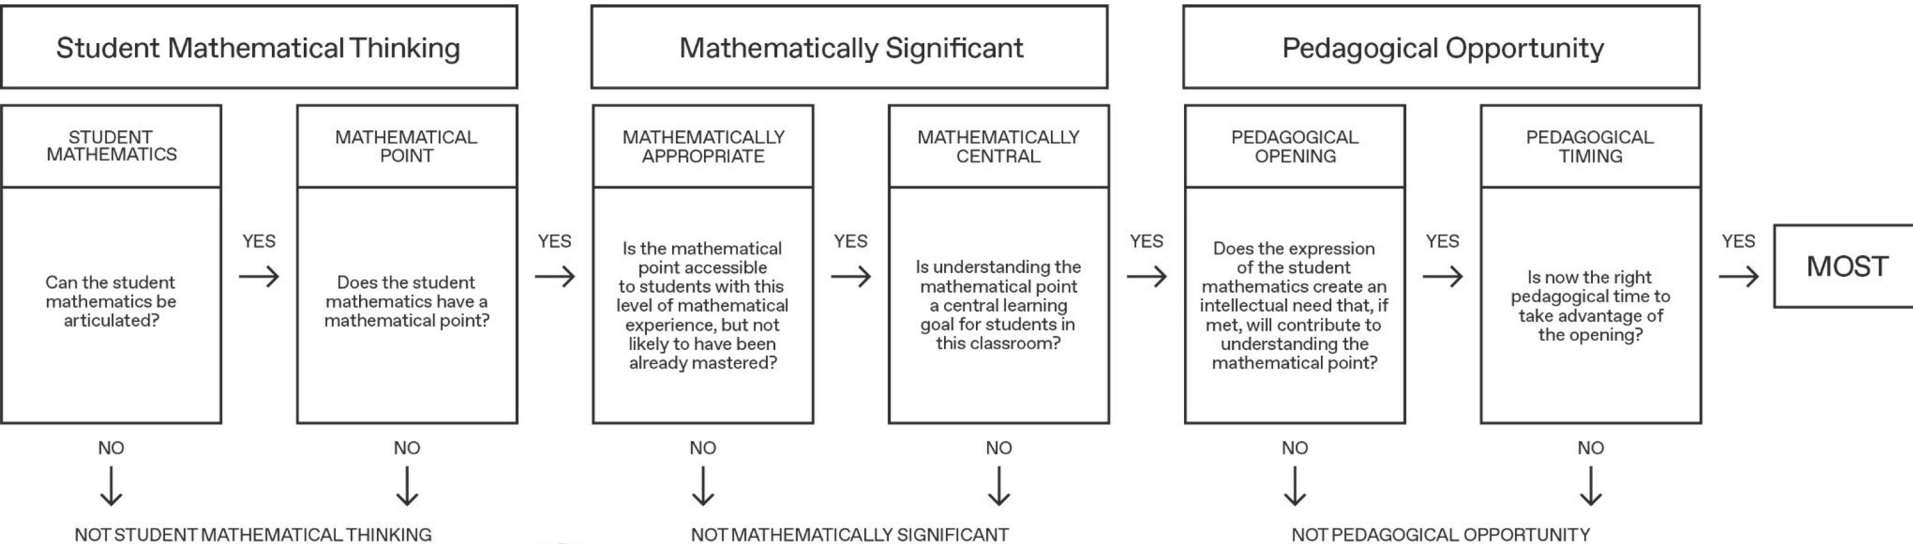 Student Mathematical Thinking
Mathematically Significant
Pedagogical Opportunity
STUDENT
MATHEMATICS
Can the student
mathematics be
articulated?
YES
MATHEMATICAL
POINT
Does the student
mathematics have a
mathematical point?
YES
MATHEMATICALLY
APPROPRIATE
Is the mathematical
point accessible
to students with this
level of mathematical
experience, but not
likely to have been
already mastered?
YES
MATHEMATICALLY
CENTRAL
Is understanding the
mathematical point
a central learning
goal for students in
this classroom?
YES
PEDAGOGICAL
OPENING
Does the expression
of the student
mathematics create an
intellectual need that, if
met, will contribute to
understanding the
mathematical point?
YES
PEDAGOGICAL
TIMING
Is now the right
pedagogical time to
take advantage of
the opening?
YES
MOST
NO
NO
NO
NO
NO
NO
NOT STUDENT MATHEMATICAL THINKING
NOT MATHEMATICALLY SIGNIFICANT
NOT PEDAGOGICAL OPPORTUNITY